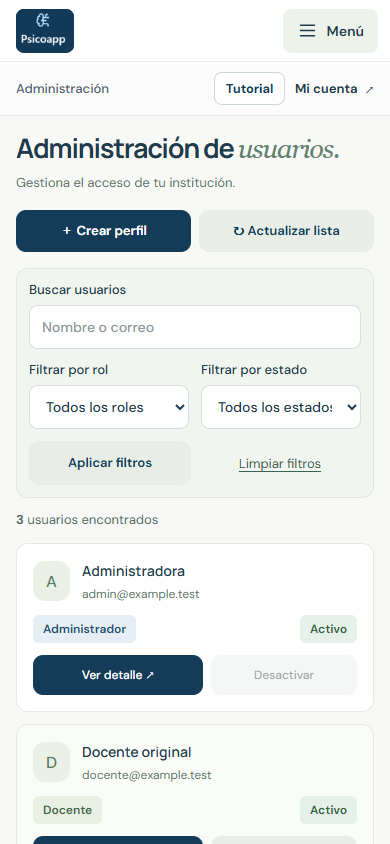 Psicoapp
Menú
Administración
Tutorial
Mi cuenta ↗
Administración de usuarios.
Gestiona el acceso de tu institución.
+ Crear perfil
↻ Actualizar lista
Buscar usuarios
Nombre o correo
Filtrar por rol
Filtrar por estado
Todos los roles
Todos los estados
Aplicar filtros
Limpiar filtros
3 usuarios encontrados
A
Administradora
admin@example.test
Administrador
Activo
Ver detalle ↗
Desactivar
D
Docente original
docente@example.test
Docente
Activo